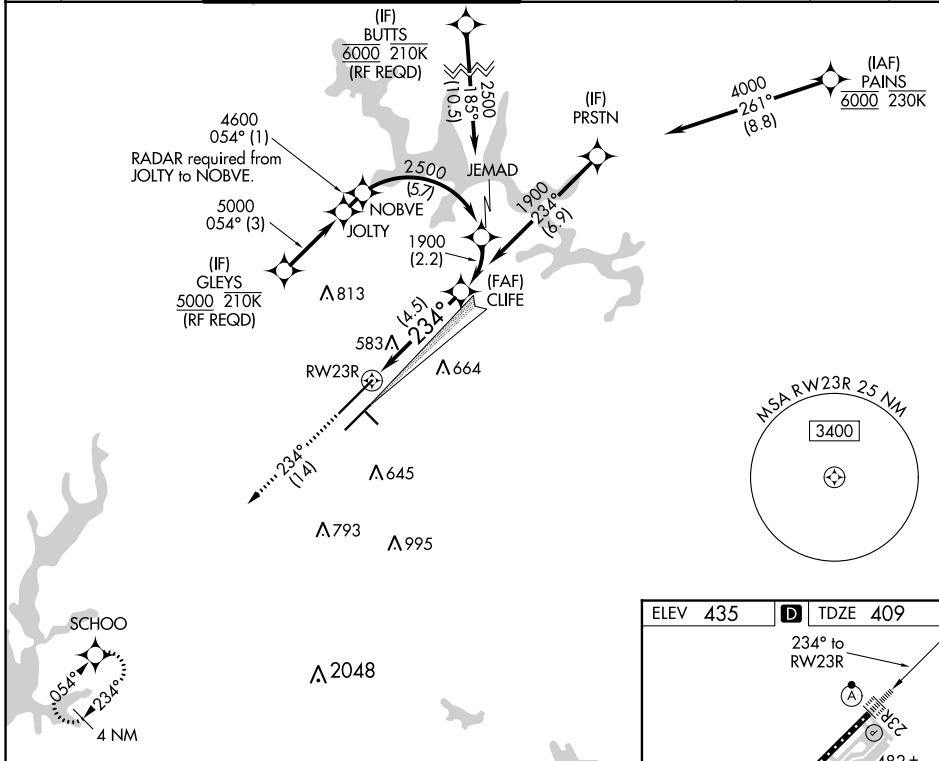 (IF)
BUTTS
6000 210K
(RF REQD)
2500
185°
(10.5)
(IAF)
PAINS
6000 230K
4000
261°
(8.8)
(IF)
PRSTN
4600
054° (1)
RADAR required from
JOLTY to NOBVE.
2500
(5.7)
JEMAD
NOBVE
JOLTY
5000
054° (3)
1900
234°
(6.9)
1900
(2.2)
(IF)
GLEYS
5000 210K
(RF REQD)
(FAF)
CLIFE
813
(4.5)
234°
583
664
RW23R
MSA RW23R 25 NM
3400
234°
(14)
645
793
995
SCHOO
054°
234°
4 NM
2048
ELEV 435 D TDZE 409
234° to
RW23R
A
23R
P